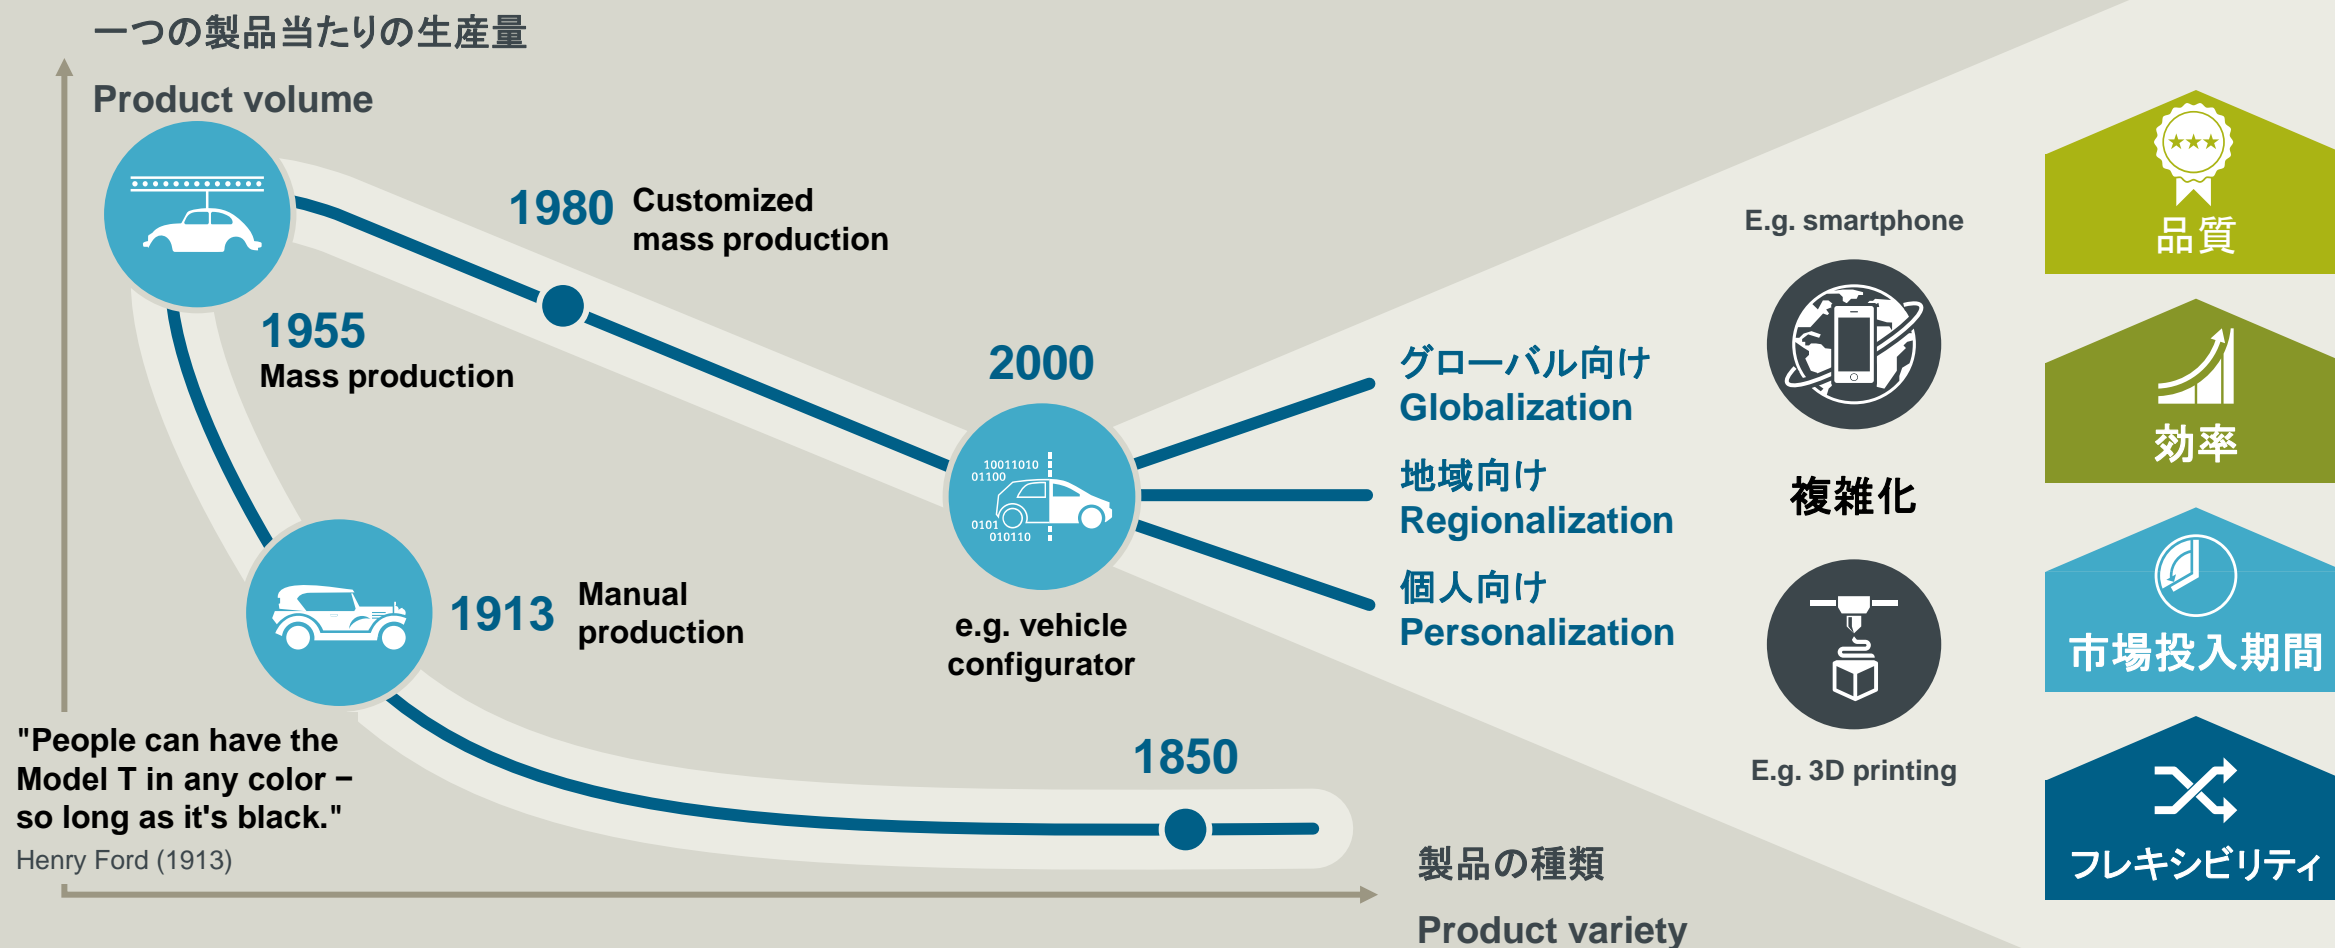 一つの製品当たりの生産量
Product volume
1980
Customized
mass production
1955
Mass production
2000
10011010
01100
0101
010110
e.g. vehicle
configurator
1913
Manual
production
"People can have the
Model T in any color –
so long as it's black."
Henry Ford (1913)
1850
製品の種類
Product variety
グローバル向け
Globalization
地域向け
Regionalization
個人向け
Personalization
E.g. smartphone
複雑化
E.g. 3D printing
品質
効率
市場投入期間
フレキシビリティ